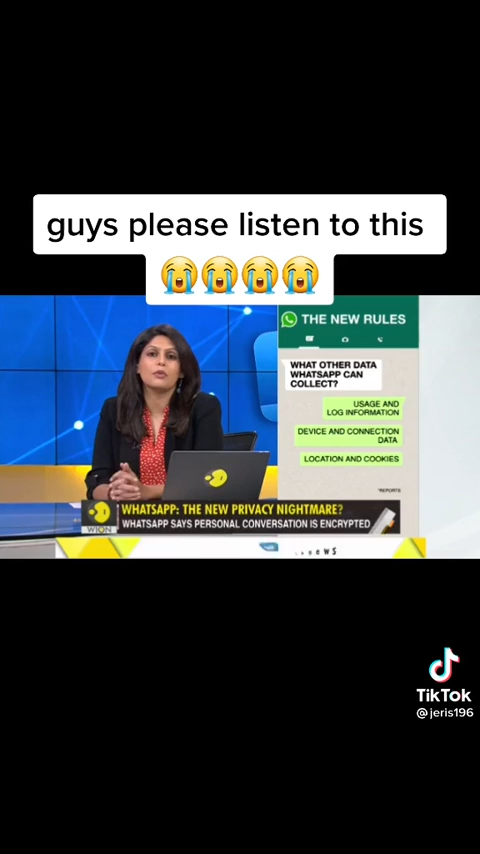 guys please listen to this
😭😭😭😭
THE NEW RULES
WHAT OTHER DATA
WHATSAPP CAN
COLLECT?
USAGE AND
LOG INFORMATION
DEVICE AND CONNECTION
DATA
LOCATION AND COOKIES
*REPORTS
WHATSAPP: THE NEW PRIVACY NIGHTMARE?
WHATSAPP SAYS PERSONAL CONVERSATION IS ENCRYPTED
WION
news
TikTok
@jeris196